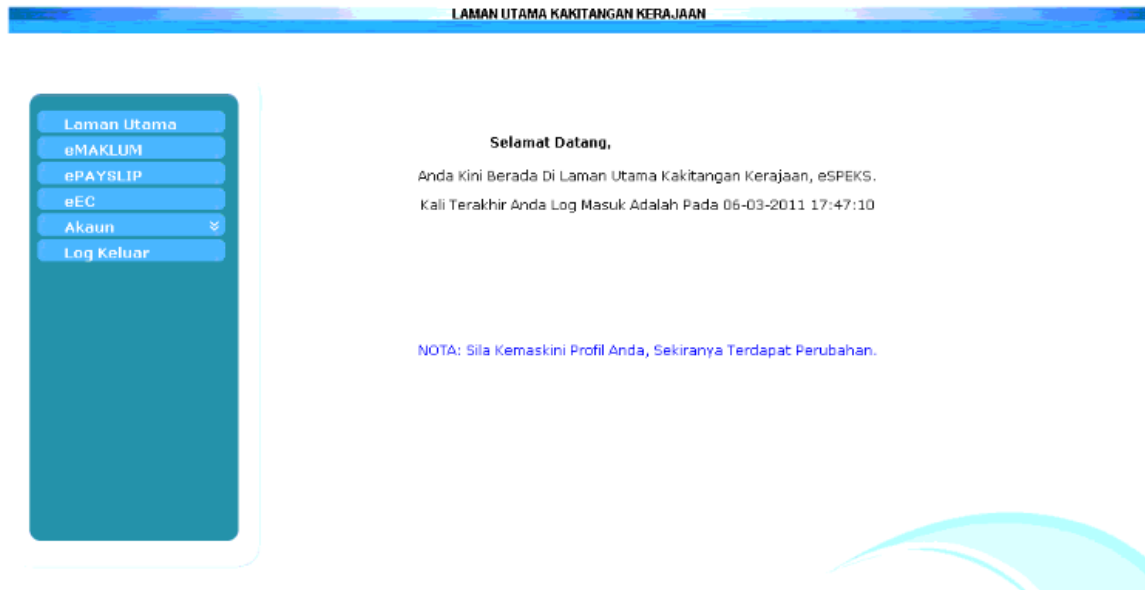 LAMAN UTAMA KAKITANGAN KERAJAAN
Laman Utama
eMAKLUM
ePAYSLIP
eEC
Akaun
Log Keluar
Selamat Datang,
Anda Kini Berada Di Laman Utama Kakitangan Kerajaan, eSPEKS.
Kali Terakhir Anda Log Masuk Adalah Pada 06-03-2011 17:47:10
NOTA: Sila Kemaskini Profil Anda, Sekiranya Terdapat Perubahan.